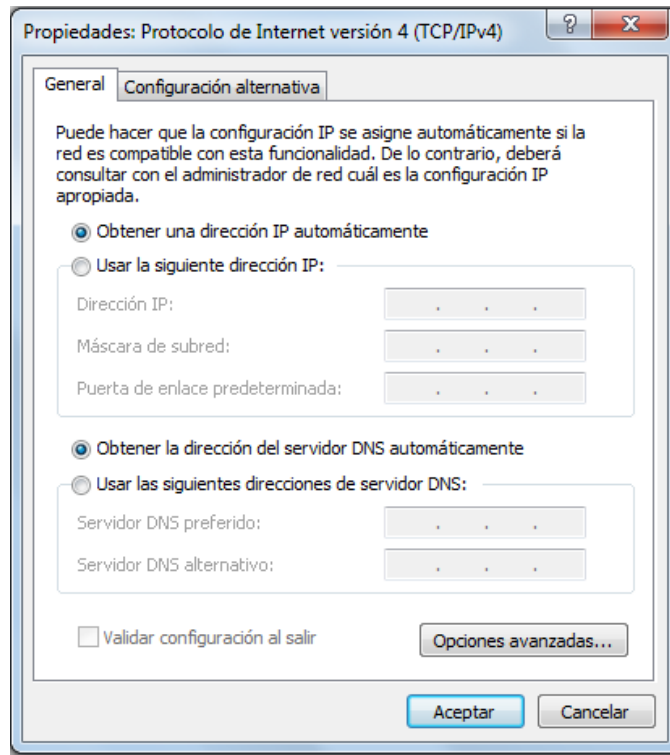 Propiedades: Protocolo de Internet versión 4 (TCP/IPv4)
General
Configuración alternativa
Puede hacer que la configuración IP se asigne automáticamente si la
red es compatible con esta funcionalidad. De lo contrario, deberá
consultar con el administrador de red cuál es la configuración IP
apropiada.
Obtener una dirección IP automáticamente
Usar la siguiente dirección IP:
Dirección IP:
Máscara de subred:
Puerta de enlace predeterminada:
Obtener la dirección del servidor DNS automáticamente
Usar las siguientes direcciones de servidor DNS:
Servidor DNS preferido:
Servidor DNS alternativo:
Validar configuración al salir
Opciones avanzadas...
Aceptar
Cancelar